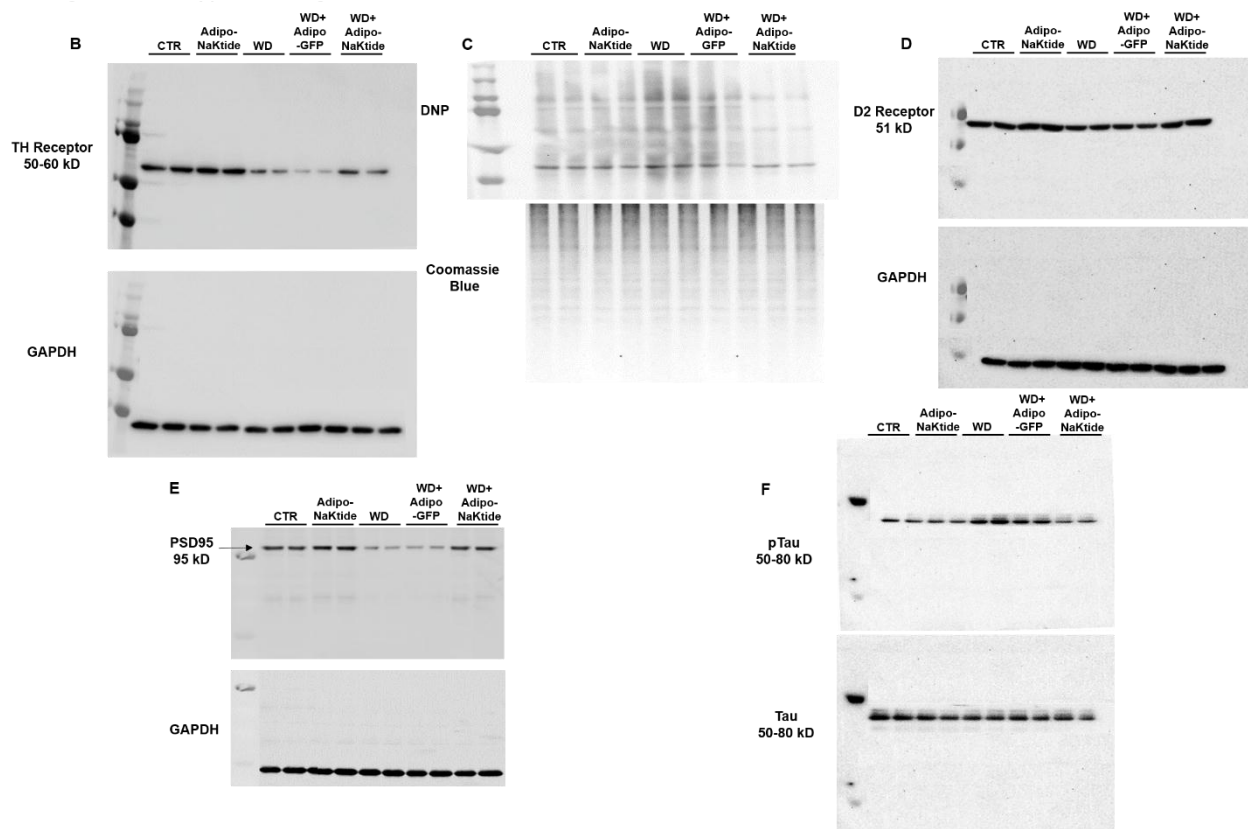 B
CTR
Adipo-
NaKtide
WD
WD+
Adipo
-GFP
WD+
Adipo-
NaKtide
TH Receptor
50-60 kD
GAPDH
C
CTR
Adipo-
NaKtide
WD
WD+
Adipo-
GFP
WD+
Adipo-
NaKtide
DNP
Coomassie
Blue
D
CTR
Adipo-
NaKtide
WD
WD+
Adipo
-GFP
WD+
Adipo-
NaKtide
D2 Receptor
51 kD
GAPDH
E
CTR
Adipo-
NaKtide
WD
WD+
Adipo
-GFP
WD+
Adipo-
NaKtide
PSD95
95 kD
GAPDH
F
CTR
Adipo-
NaKtide
WD
WD+
Adipo
-GFP
WD+
Adipo-
NaKtide
pTau
50-80 kD
Tau
50-80 kD